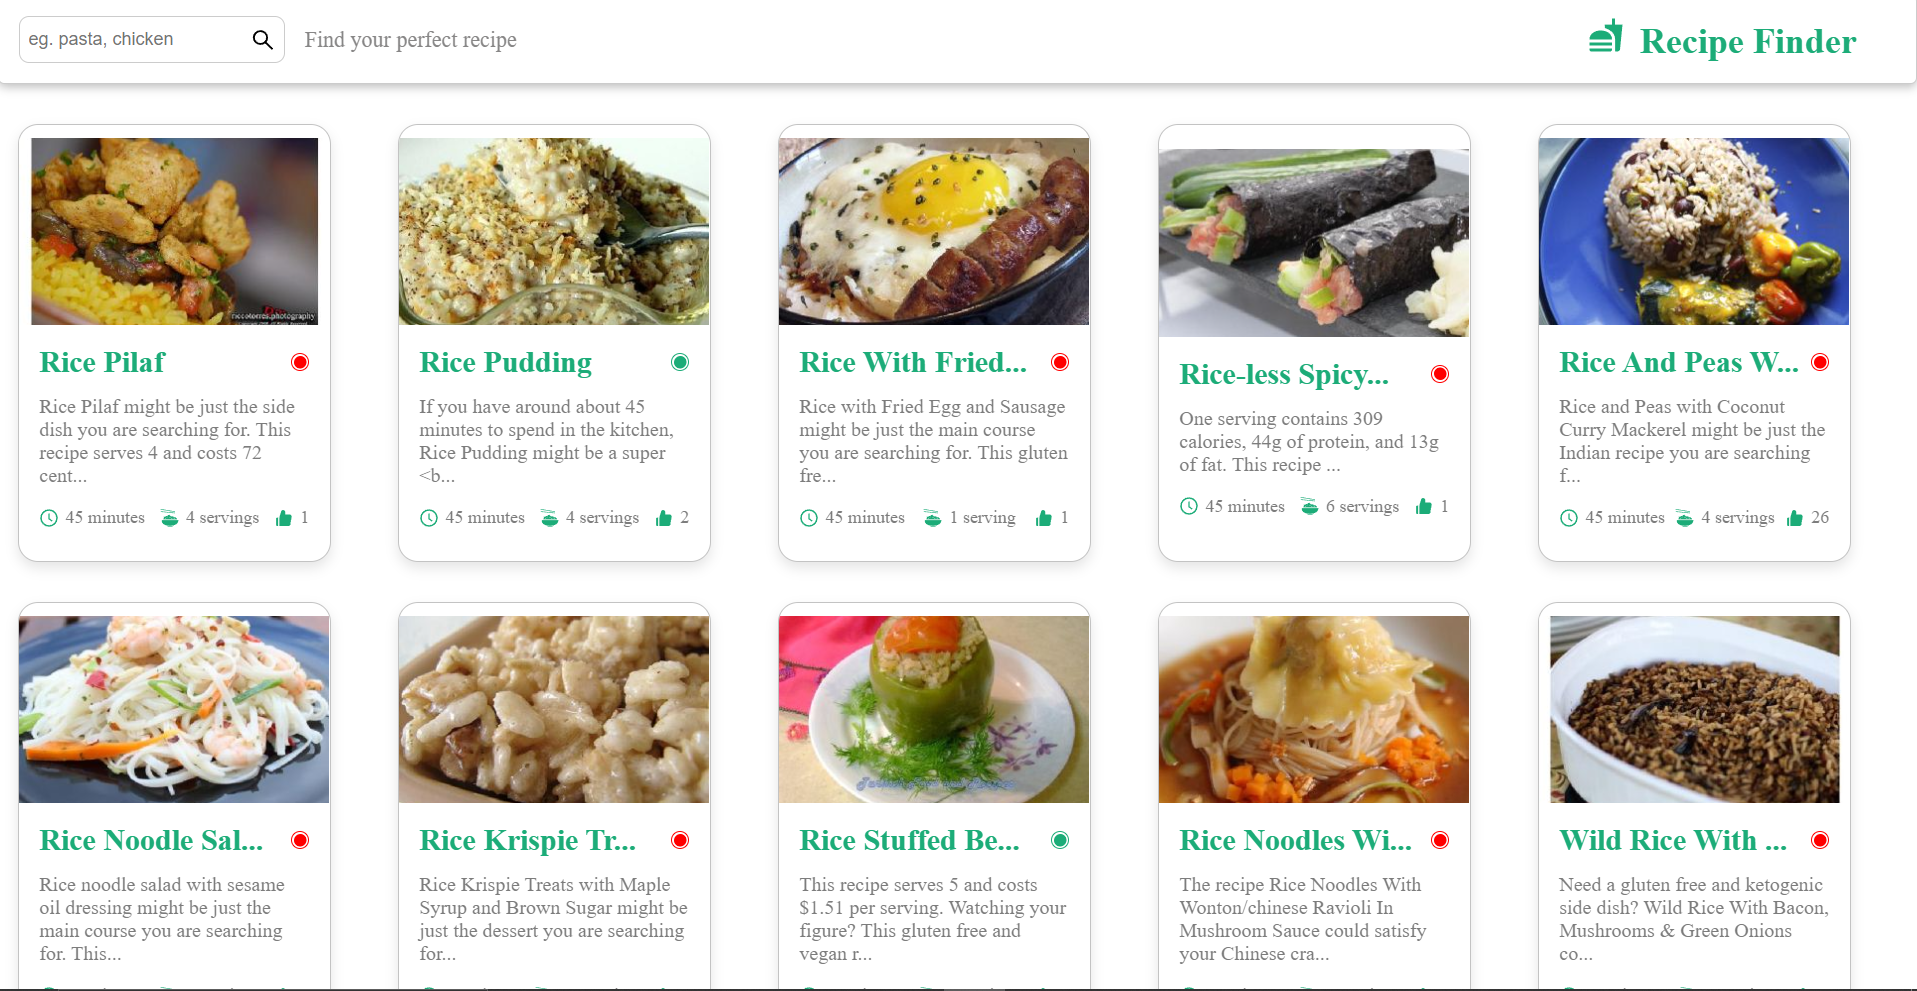 eg. pasta, chicken
Find your perfect recipe
Recipe Finder
riccotorres.photography
Rice Pilaf
Rice Pilaf might be just the side
dish you are searching for. This
recipe serves 4 and costs 72
cent...
45 minutes 4 servings 1
Rice Pudding
If you have around about 45
minutes to spend in the kitchen,
Rice Pudding might be a super
<b...
45 minutes 4 servings 2
Rice With Fried...
Rice with Fried Egg and Sausage
might be just the main course
you are searching for. This gluten
fre...
45 minutes 1 serving 1
Rice-less Spicy...
One serving contains 309
calories, 44g of protein, and 13g
of fat. This recipe ...
45 minutes 6 servings 1
Rice And Peas W...
Rice and Peas with Coconut
Curry Mackerel might be just the
Indian recipe you are searching
f...
45 minutes 4 servings 26
Rice Noodle Sal...
Rice noodle salad with sesame
oil dressing might be just the
main course you are searching
for. This...
Rice Krispie Tr...
Rice Krispie Treats with Maple
Syrup and Brown Sugar might be
just the dessert you are searching
for...
Rice Stuffed Be...
This recipe serves 5 and costs
$1.51 per serving. Watching your
figure? This gluten free and
vegan r...
Rice Noodles Wi...
The recipe Rice Noodles With
Wonton/chinese Ravioli In
Mushroom Sauce could satisfy
your Chinese cra...
Wild Rice With ...
Need a gluten free and ketogenic
side dish? Wild Rice With Bacon,
Mushrooms & Green Onions
co...